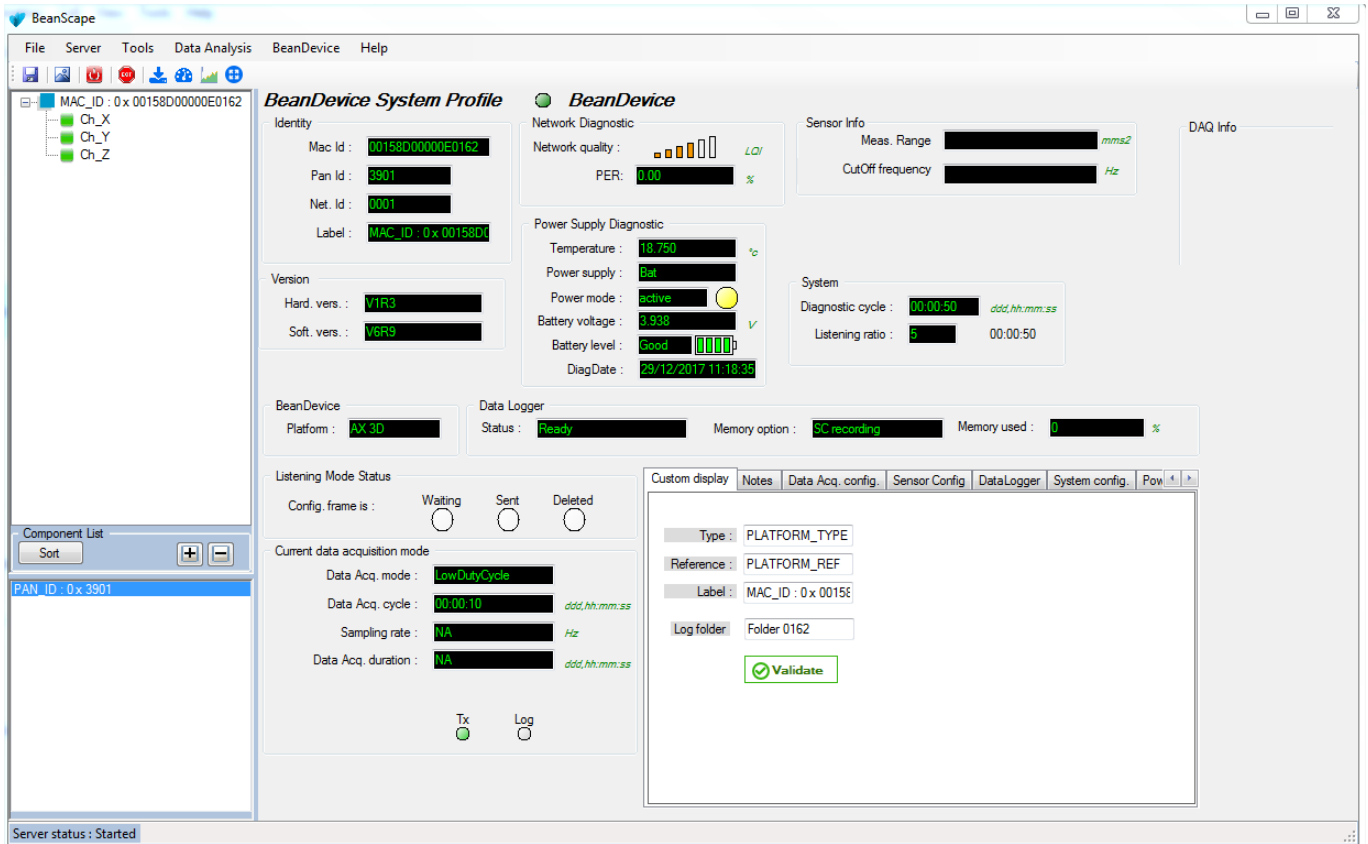 BeanScape
File Server Tools Data Analysis BeanDevice Help
MAC_ID : 0 x 00158D00000E0162
Ch_X
Ch_Y
Ch_Z
Component List
Sort
PAN_ID : 0 x 3901
BeanDevice System Profile BeanDevice
Identity
Mac Id : 00158D00000E0162
Pan Id : 3901
Net. Id : 0001
Label : MAC_ID : 0 x 00158D0
Version
Hard. vers. : V1R3
Soft. vers. : V6R9
Network Diagnostic
Network quality : LQI
PER: 0.00 %
Power Supply Diagnostic
Temperature : 18.750 °c
Power supply : Bat
Power mode : active
Battery voltage : 3.938 V
Battery level : Good
DiagDate : 29/12/2017 11:18:35
Sensor Info
Meas. Range mms2
CutOff frequency Hz
DAQ Info
System
Diagnostic cycle : 00:00:50 ddd,hh:mm:ss
Listening ratio : 5 00:00:50
BeanDevice
Platform : AX 3D
Data Logger
Status : Ready Memory option : SC recording Memory used : 0 %
Listening Mode Status
Config. frame is : Waiting Sent Deleted
Current data acquisition mode
Data Acq. mode : LowDutyCycle
Data Acq. cycle : 00:00:10 ddd,hh:mm:ss
Sampling rate : NA Hz
Data Acq. duration : NA ddd,hh:mm:ss
Tx Log
Custom display Notes Data Acq. config. Sensor Config DataLogger System config. Pow
Type : PLATFORM_TYPE
Reference : PLATFORM_REF
Label : MAC_ID : 0 x 00158
Log folder Folder 0162
Validate
Server status : Started